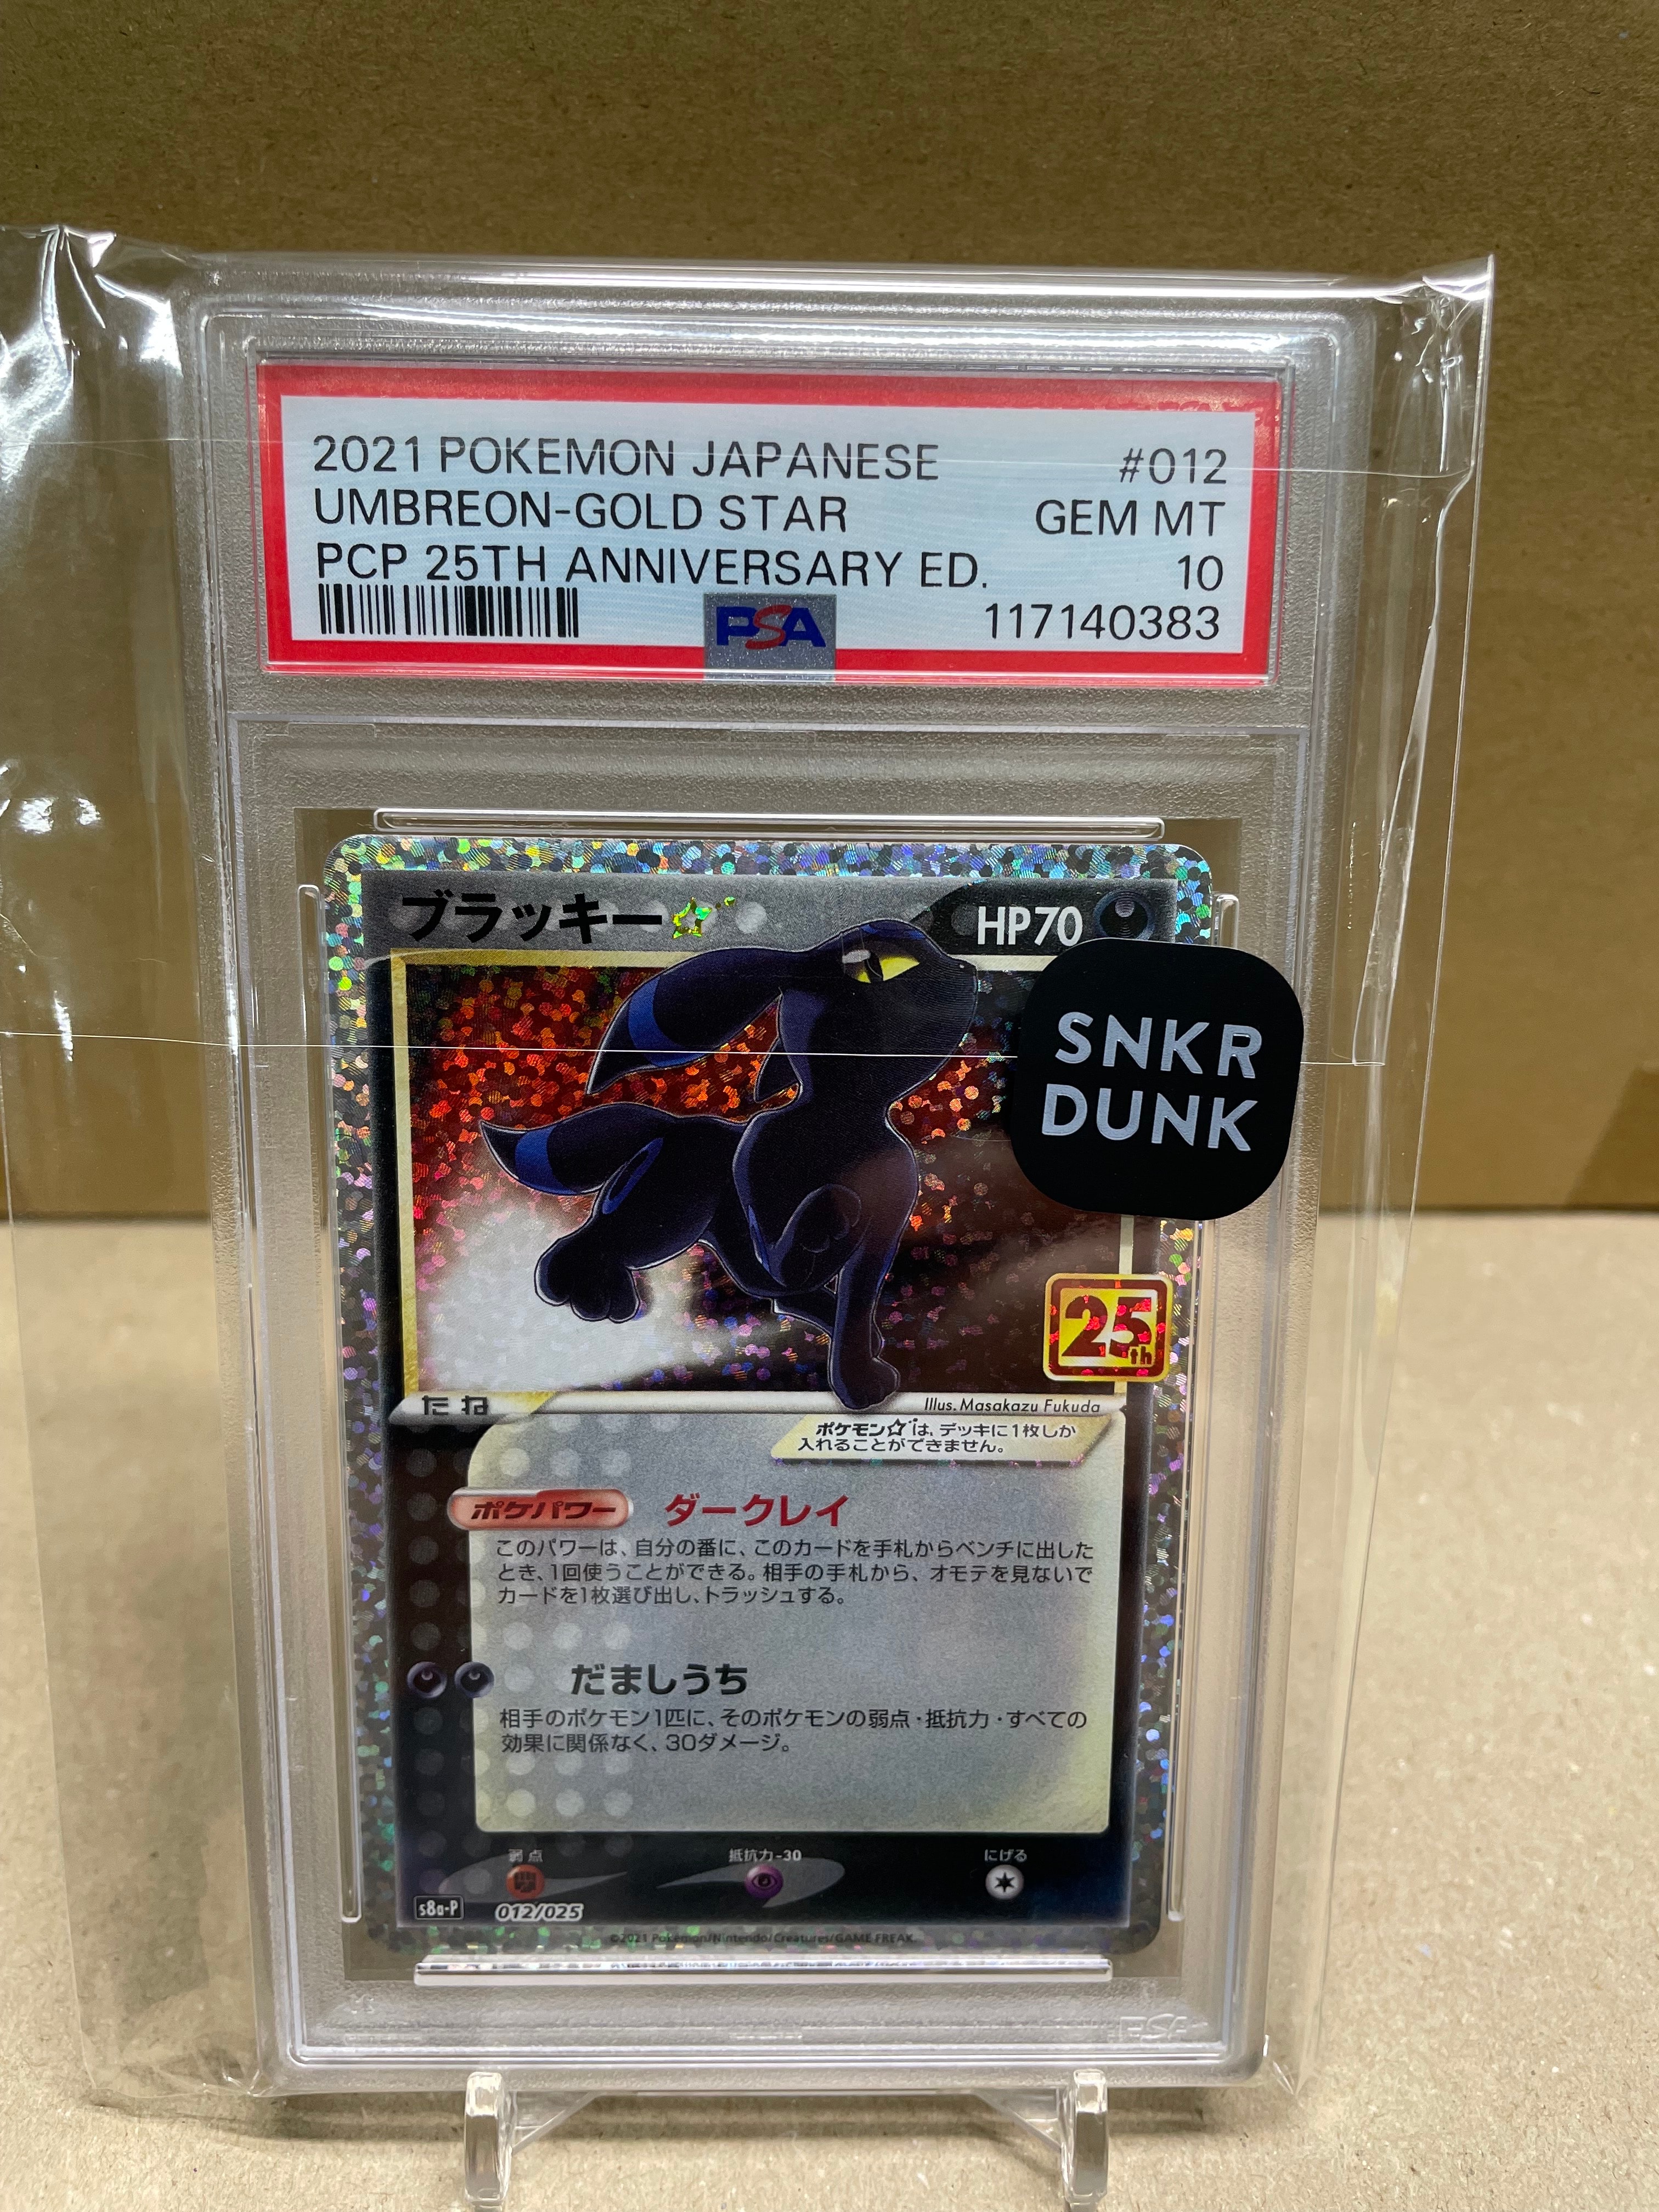 2021 POKEMON JAPANESE #012
UMBREON-GOLD STAR GEM MT
PCP 25TH ANNIVERSARY ED. 10
PSA 117140383
ブラッキー☆ HP70
SNKR
DUNK
25th
たね
Illus. Masakazu Fukuda
ポケモン☆は、デッキに1枚しか
入れることができません。
ポケパワー ダークレイ
このパワーは、自分の番に、このカードを手札からベンチに出した
とき、1回使うことができる。相手の手札から、オモテを見ないで
カードを1枚選び出し、トラッシュする。
だましうち
相手のポケモン1匹に、そのポケモンの弱点・抵抗力・すべての
効果に関係なく、30ダメージ。
弱点 抵抗力-30 にげる
s8a-P 012/025
©2021 Pokémon/Nintendo/Creatures/GAME FREAK.
PSA